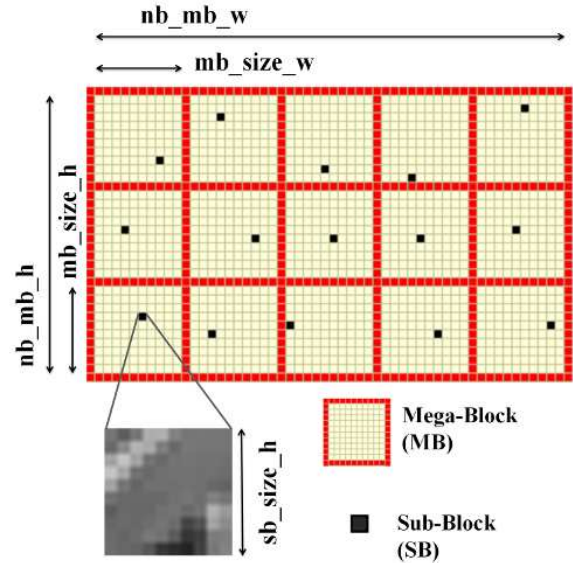 nb_mb_w
mb_size_w
nb_mb_h
mb_size_h
sb_size_h
Mega-Block
(MB)
Sub-Block
(SB)